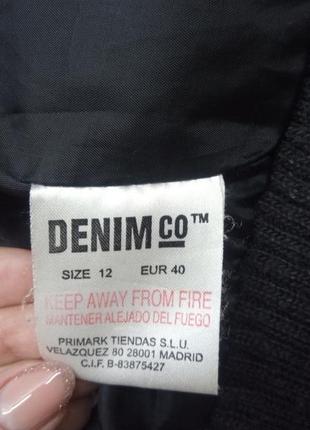 DENIM CO™
SIZE 12 EUR 40
KEEP AWAY FROM FIRE
MANTENER ALEJADO DEL FUEGO
PRIMARK TIENDAS S.L.U.
VELAZQUEZ 80 28001 MADRID
C.I.F. B-83875427